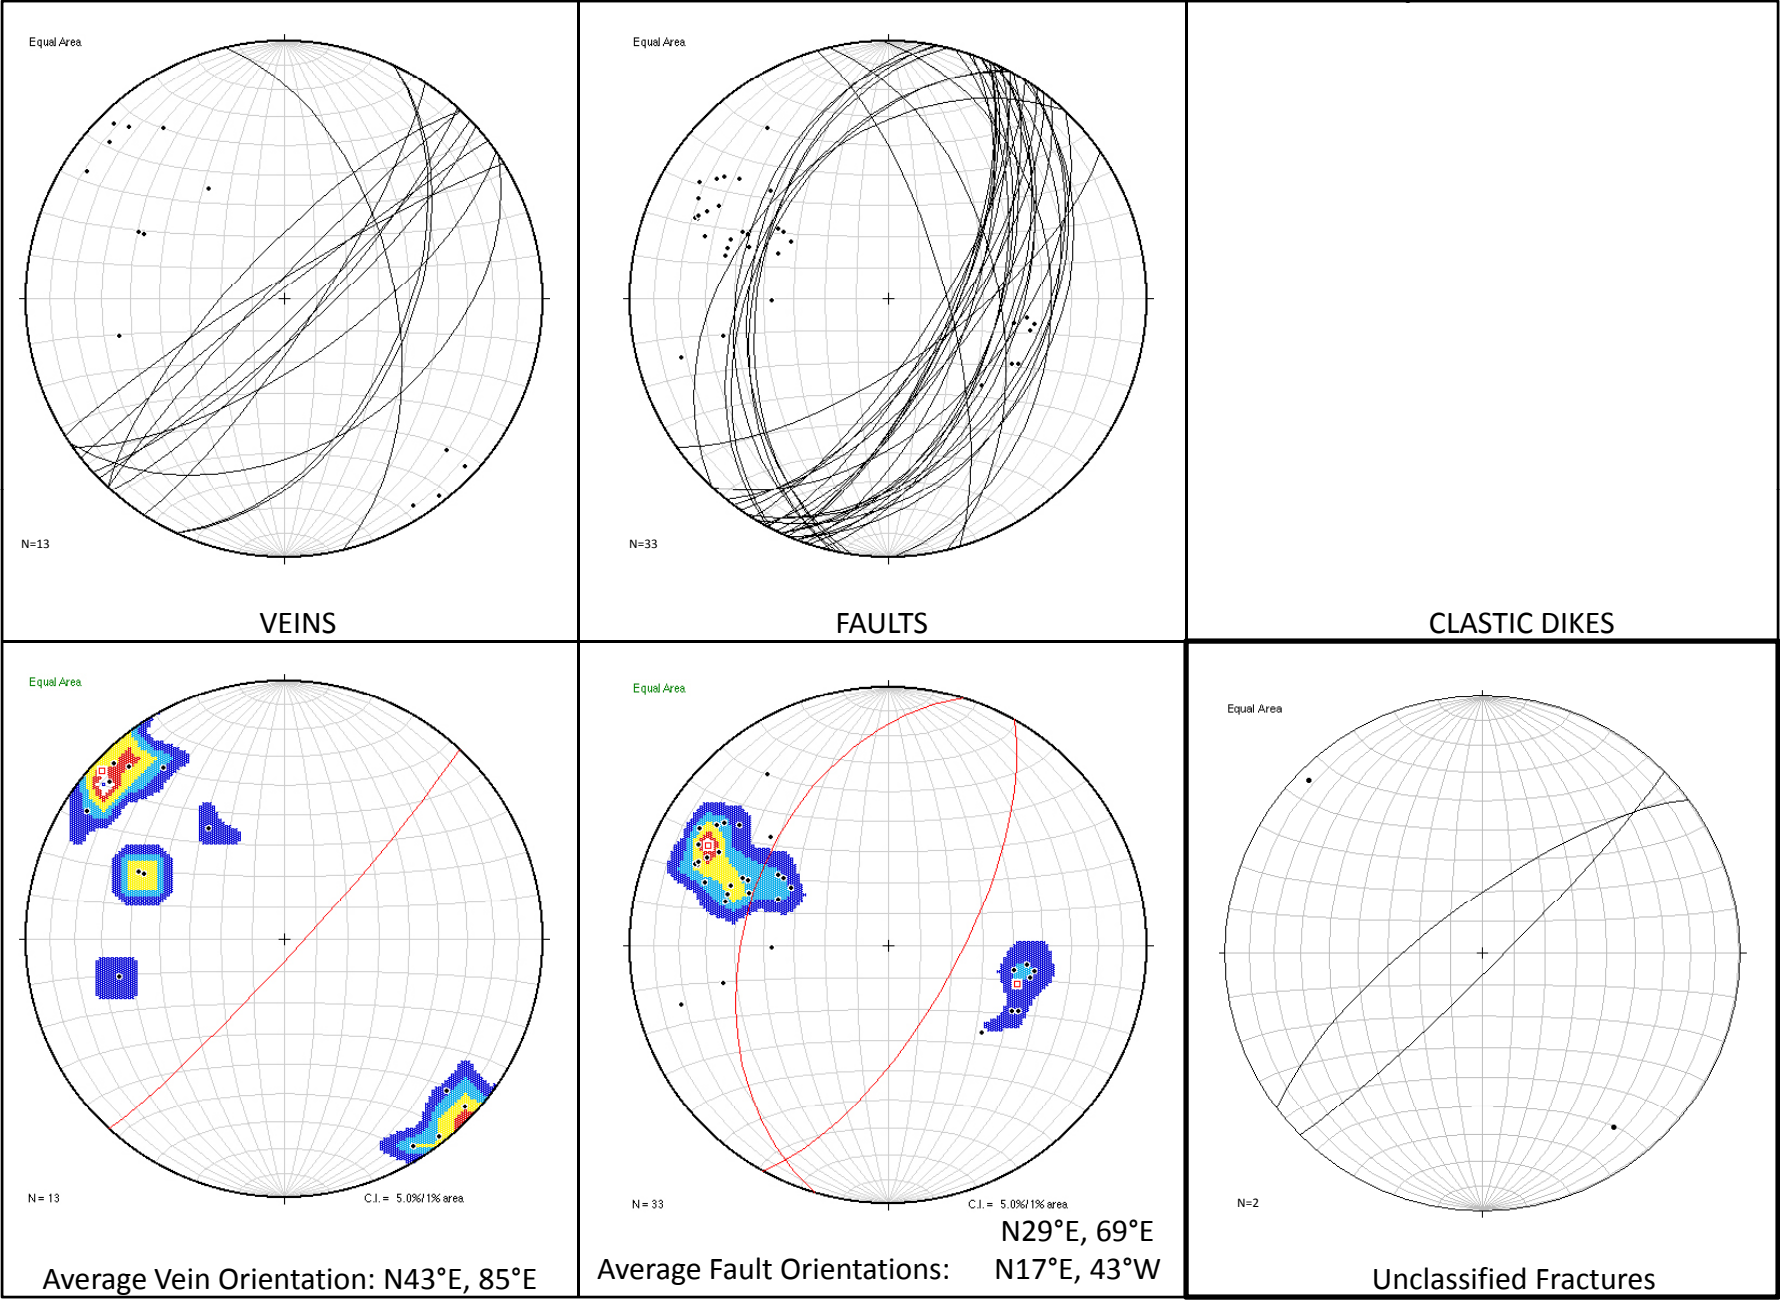 Equal Area
N=13
VEINS
Equal Area
N=33
FAULTS
CLASTIC DIKES
Equal Area
N = 13
C.I. = 5.0%/1% area
Average Vein Orientation: N43°E, 85°E
Equal Area
N = 33
C.I. = 5.0%/1% area
N29°E, 69°E
Average Fault Orientations: N17°E, 43°W
Equal Area
N=2
Unclassified Fractures